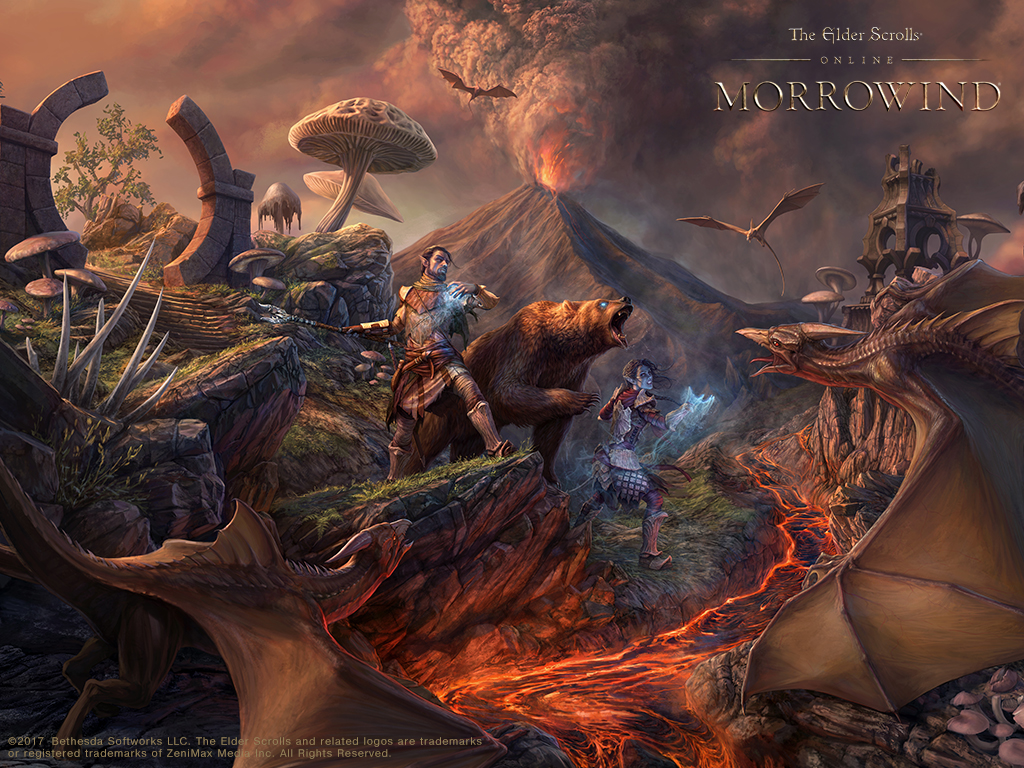 The Elder Scrolls®
ONLINE
MORROWIND
©2017 Bethesda Softworks LLC. The Elder Scrolls and related logos are trademarks
or registered trademarks of ZeniMax Media Inc. All Rights Reserved.